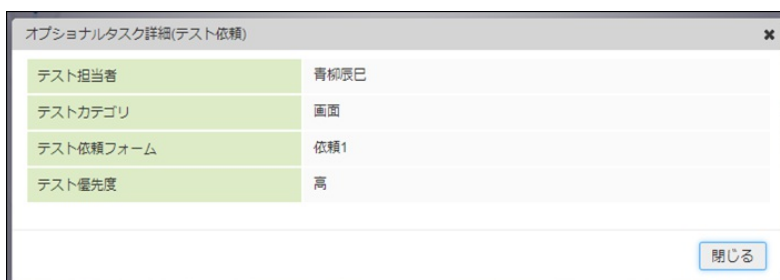 オプショナルタスク詳細(テスト依頼)
テスト担当者 青柳辰巳
テストカテゴリ 画面
テスト依頼フォーム 依頼1
テスト優先度 高
閉じる